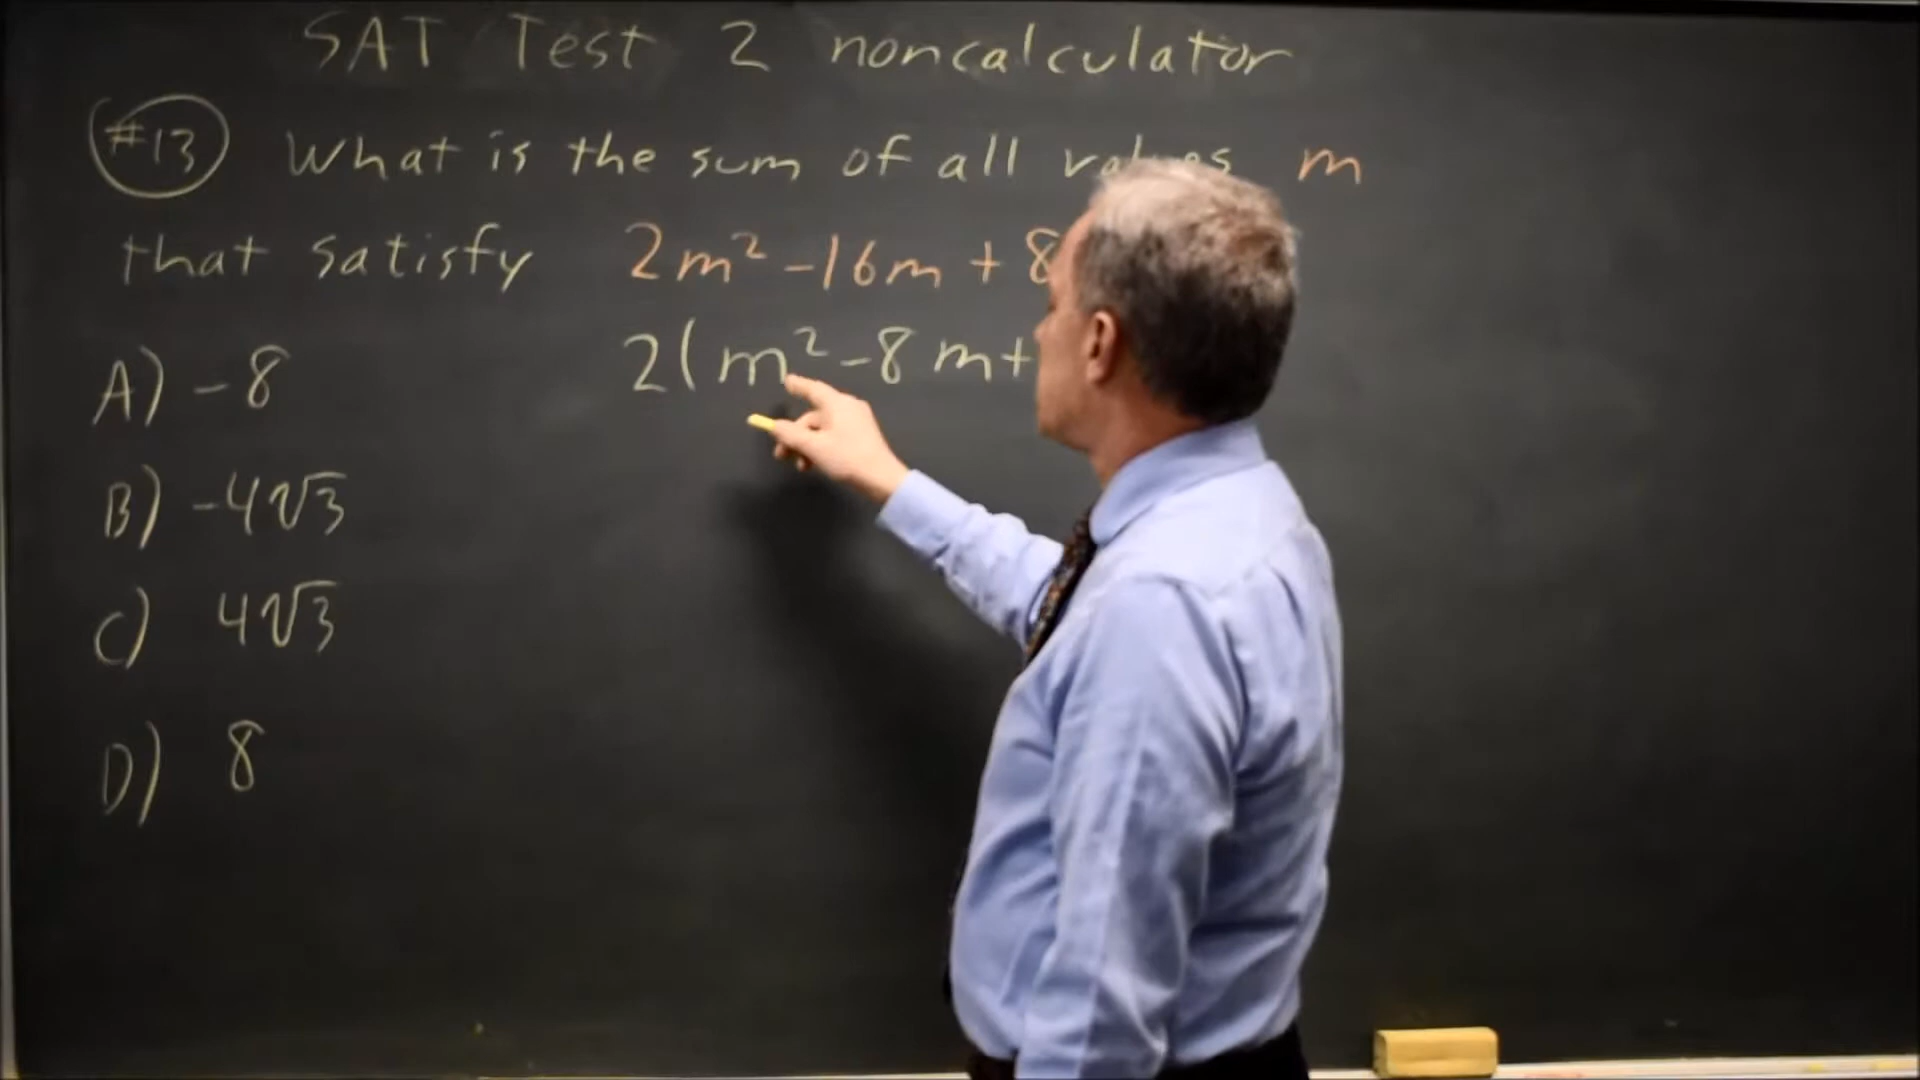 SAT Test 2 noncalculator
#13 What is the sum of all values m
that satisfy 2m² -16m + 8
2(m² -8m+
A) -8
B) -4√3
C) 4√3
D) 8